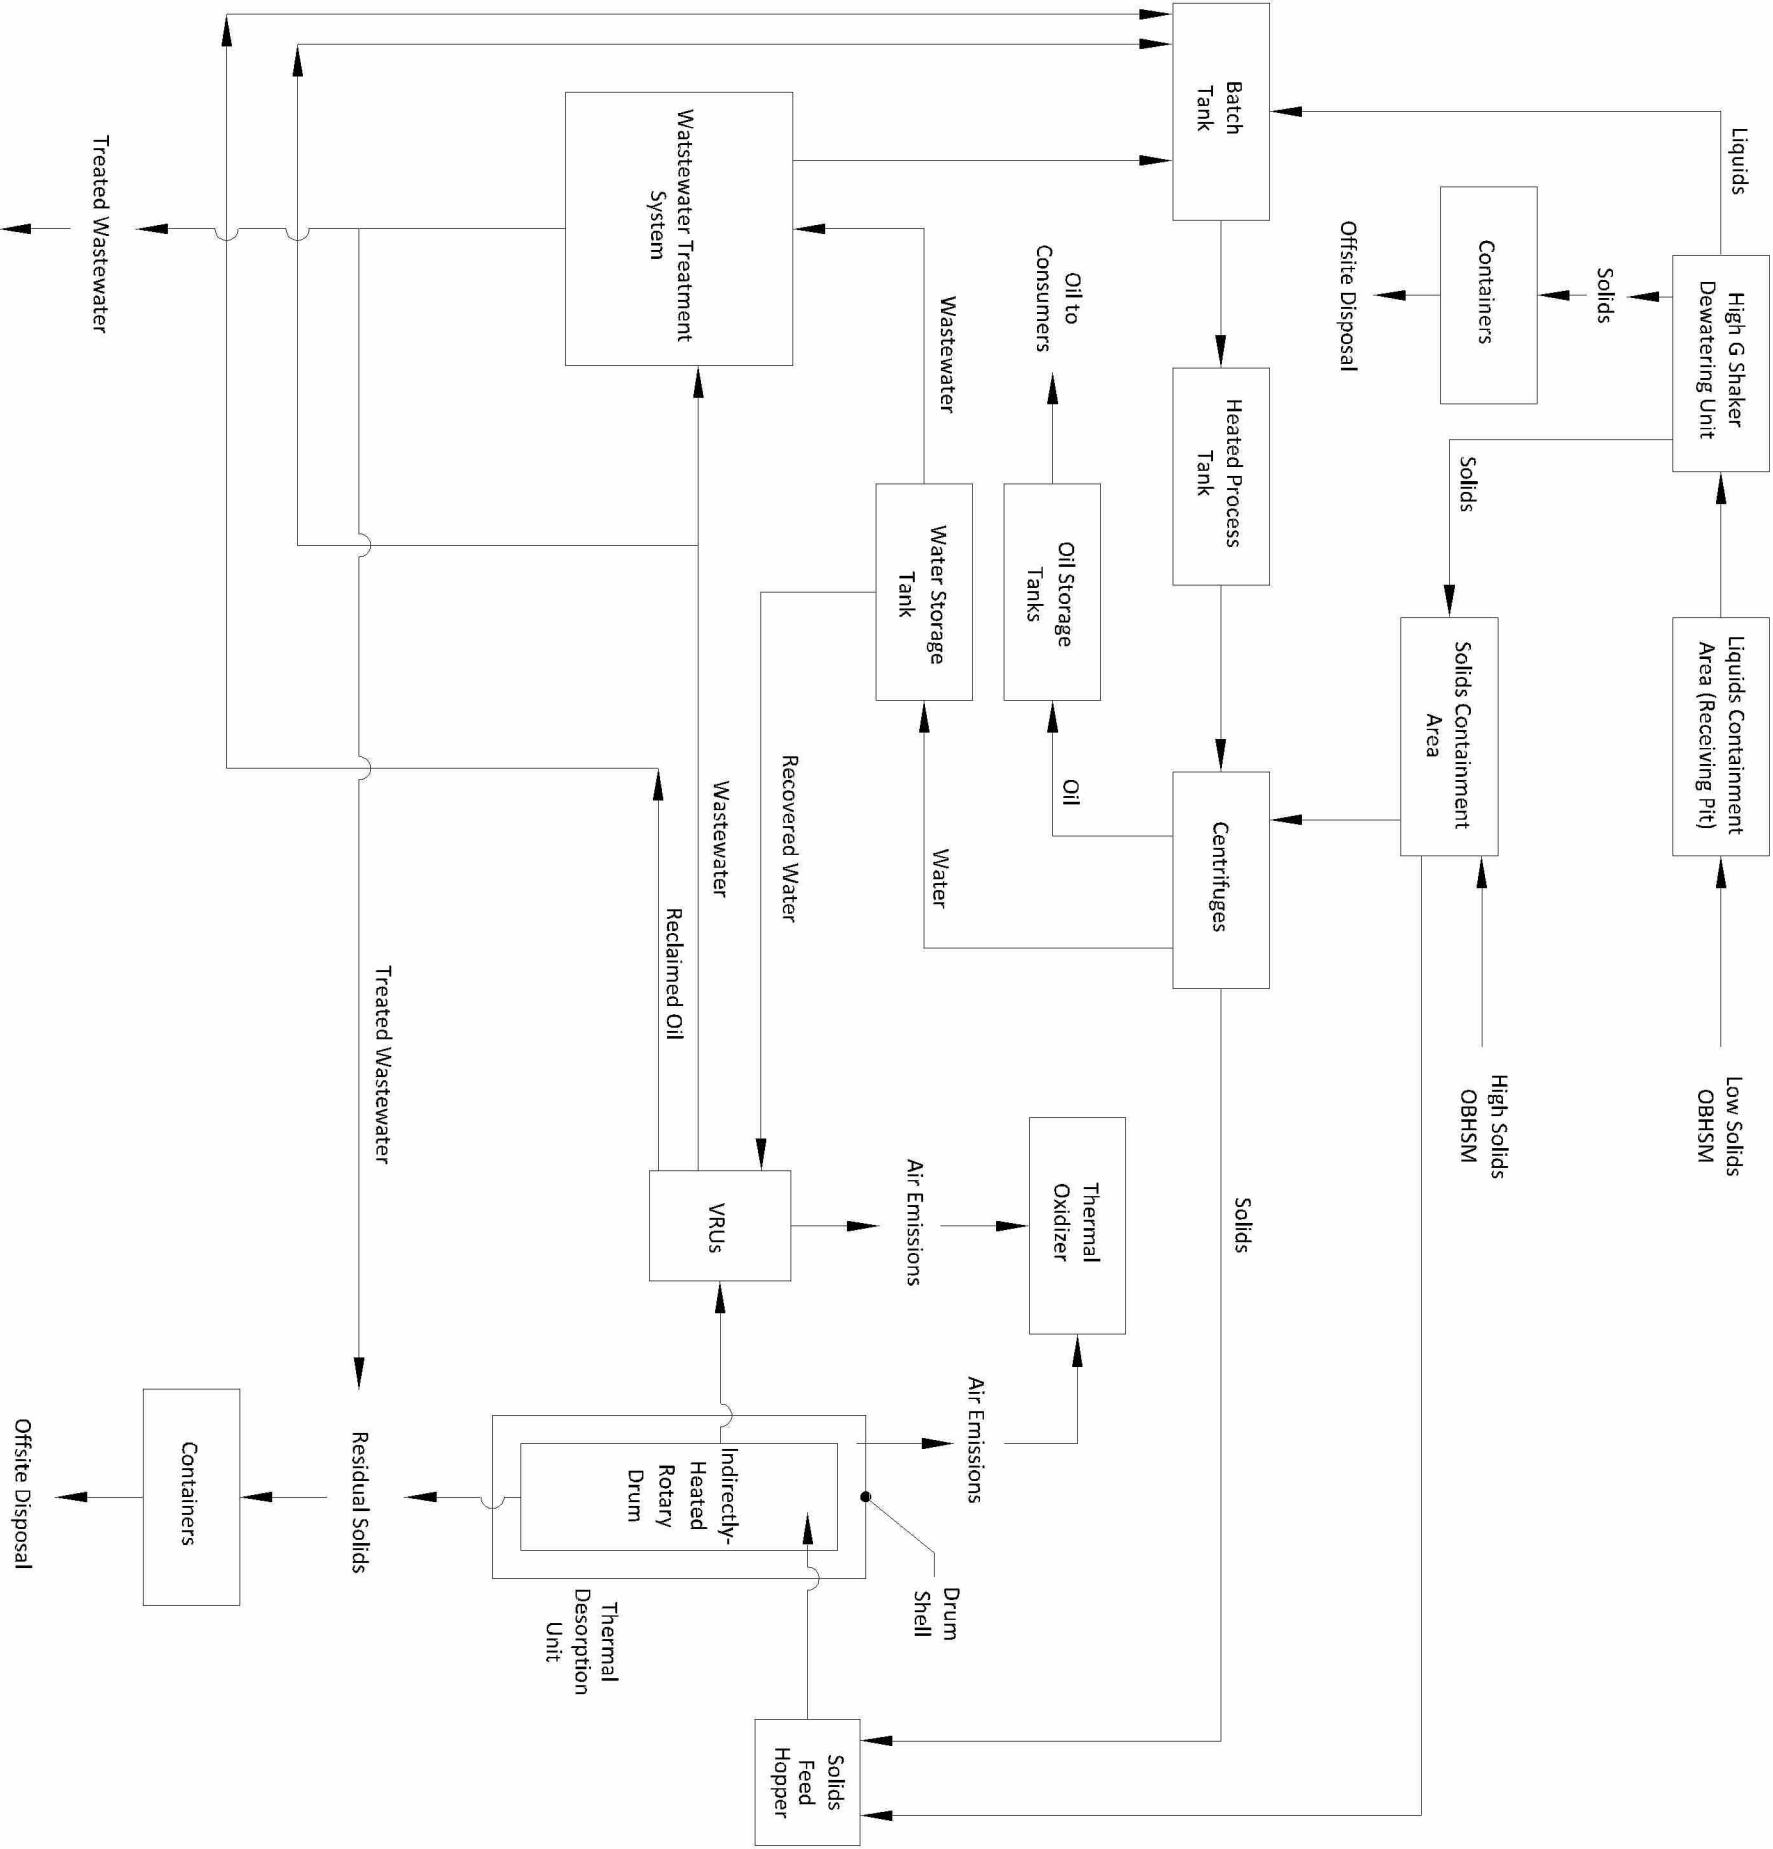 Low Solids
OBHSM
Liquids Containment
Area (Receiving Pit)
High G Shaker
Dewatering Unit
Liquids
Solids
Containers
Offsite Disposal
Solids
High Solids
OBHSM
Solids Containment
Area
Batch
Tank
Heated Process
Tank
Centrifuges
Solids
Oil
Oil Storage
Tanks
Oil to
Consumers
Water
Water Storage
Tank
Wastewater
Recovered Water
Watstewater Treatment
System
Wastewater
Reclaimed Oil
Treated Wastewater
Treated Wastewater
VRUs
Air Emissions
Thermal
Oxidizer
Air Emissions
Drum
Shell
Indirectly-
Heated
Rotary
Drum
Thermal
Desorption
Unit
Solids
Feed
Hopper
Residual Solids
Containers
Offsite Disposal